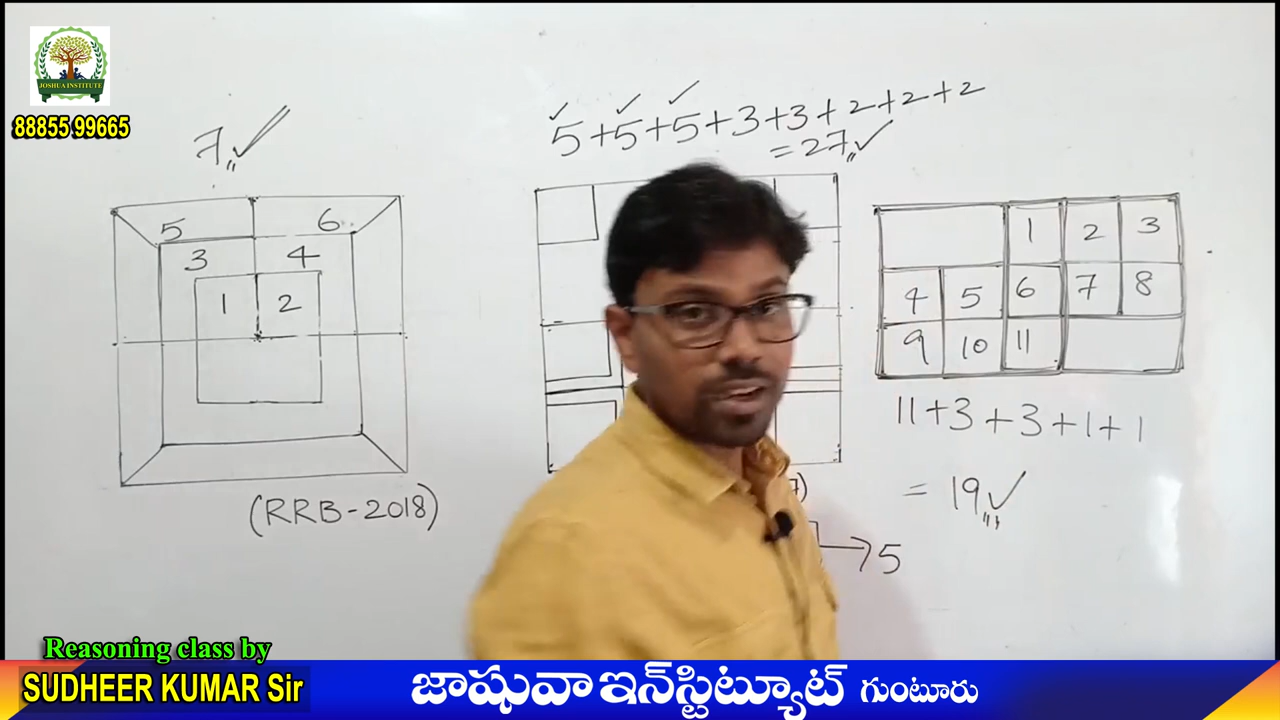 JOSHUA INSTITUTE
88855 99665
7
5+5+5+3+3+2+2+2
=27
5 6
3 4
1 2
(RRB-2018)
1 2 3
4 5 6 7 8
9 10 11
11+3+3+1+1
=19
7)
→5
Reasoning class by
SUDHEER KUMAR Sir
జాషువా ఇన్‌స్టిట్యూట్ గుంటూరు